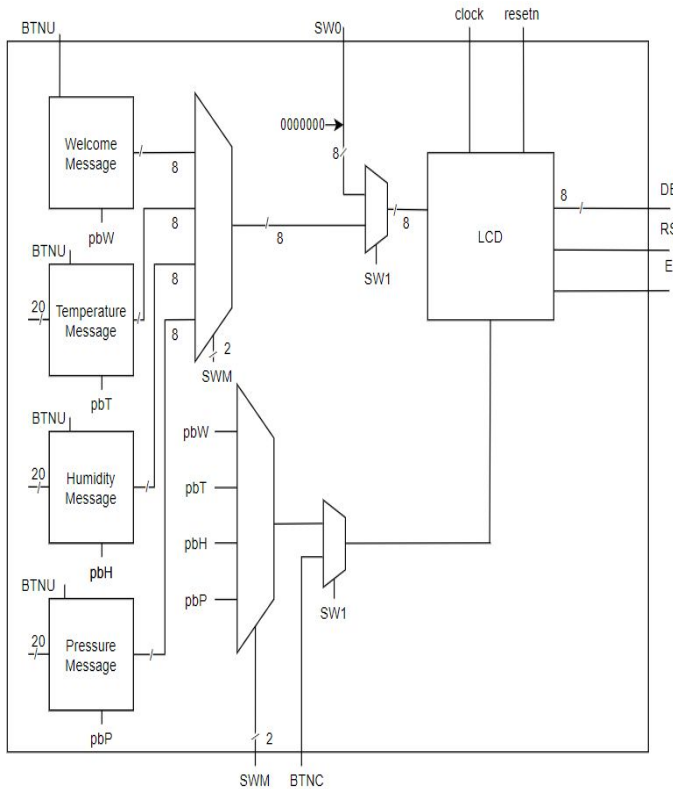 BTNU
SW0
clock
resetn
Welcome
Message
8
pbW
0000000
8
8
LCD
8
DB
RS
E
SW1
BTNU
20
Temperature
Message
8
pbT
8
SWM
2
BTNU
20
Humidity
Message
8
pbH
pbW
pbT
pbH
pbP
SW1
BTNU
20
Pressure
Message
8
pbP
2
SWM
BTNC